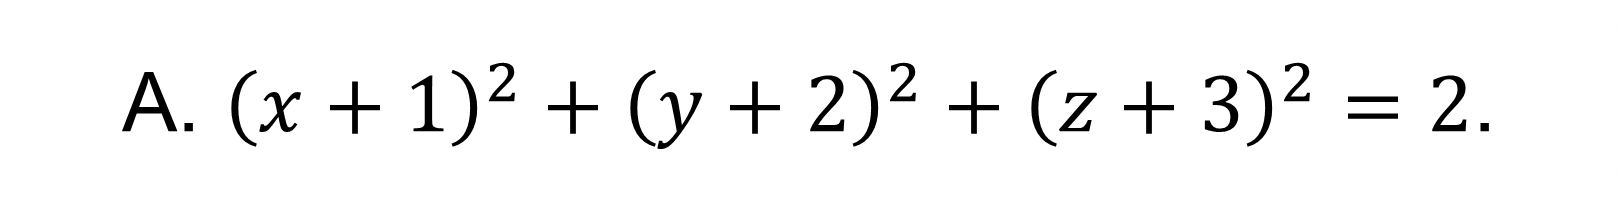 A. (x + 1)² + (y + 2)² + (z + 3)² = 2.